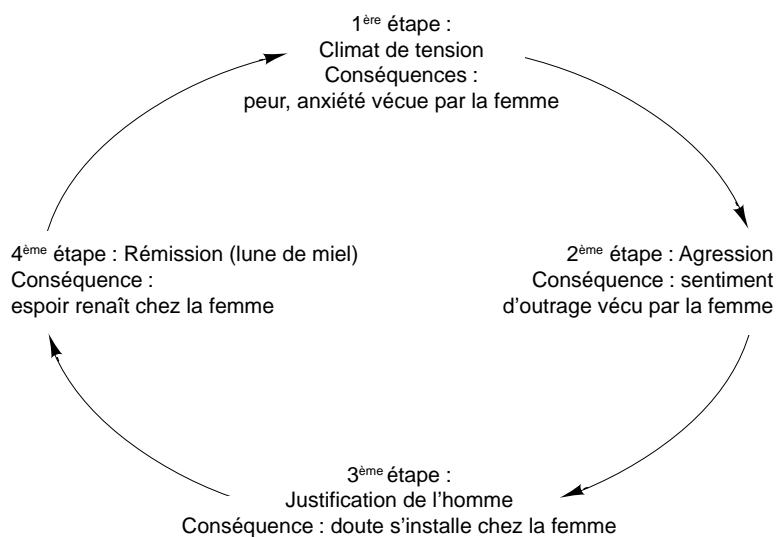 1ère étape :
Climat de tension
Conséquences :
peur, anxiété vécue par la femme
2ème étape : Agression
Conséquence : sentiment
d’outrage vécu par la femme
3ème étape :
Justification de l’homme
Conséquence : doute s’installe chez la femme
4ème étape : Rémission (lune de miel)
Conséquence :
espoir renaît chez la femme